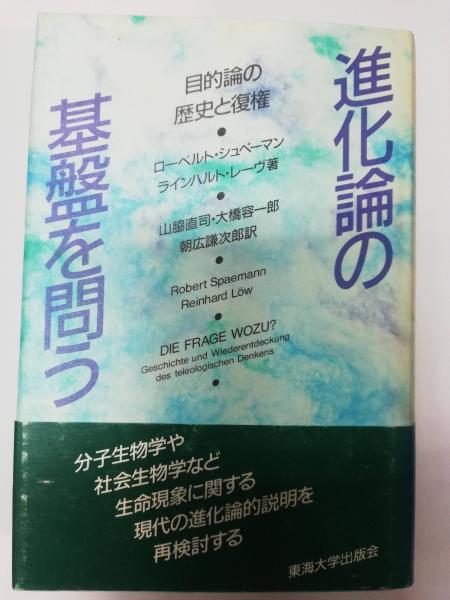 進化論の
基盤を問う
目的論の
歴史と復権
ローベルト・シュペーマン
ラインハルト・レーヴ著
山脇直司・大橋容一郎
朝広謙次郎訳
Robert Spaemann
Reinhard Löw
DIE FRAGE WOZU?
Geschichte und Wiederentdeckung
des teleologischen Denkens
分子生物学や
社会生物学など
生命現象に関する
現代の進化論的説明を
再検討する
東海大学出版会